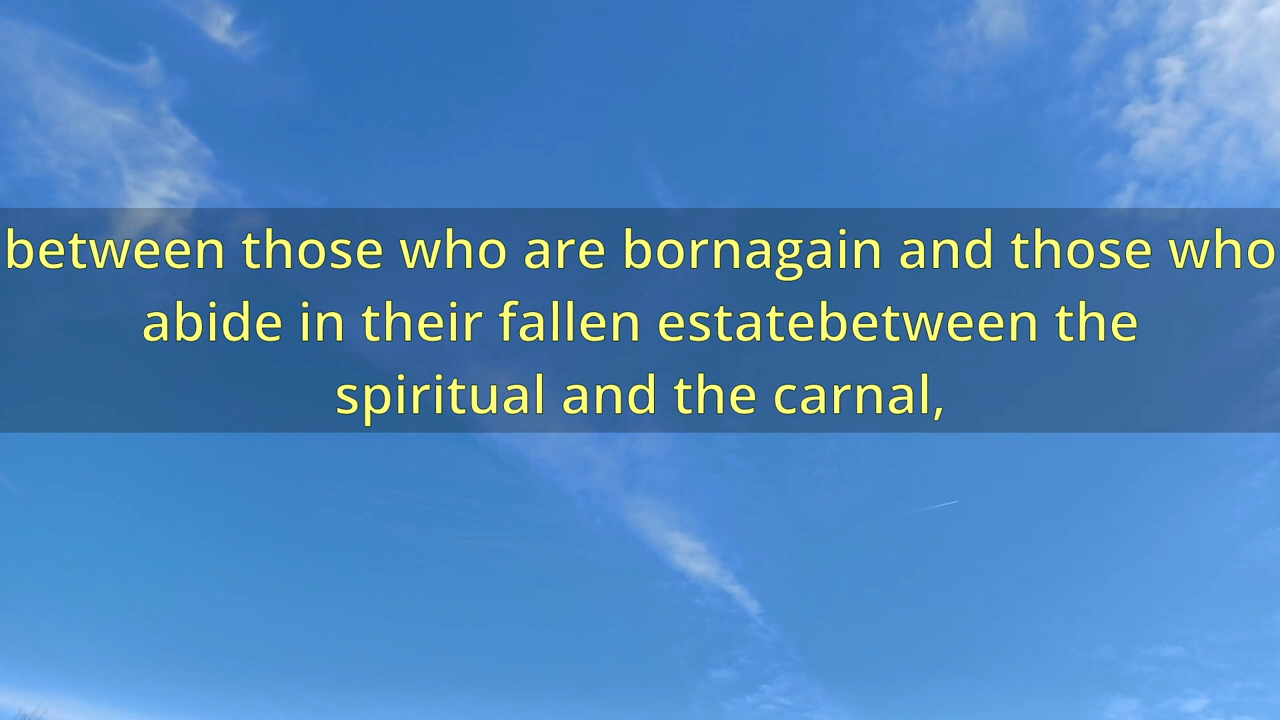 between those who are bornagain and those who
abide in their fallen estatebetween the
spiritual and the carnal,